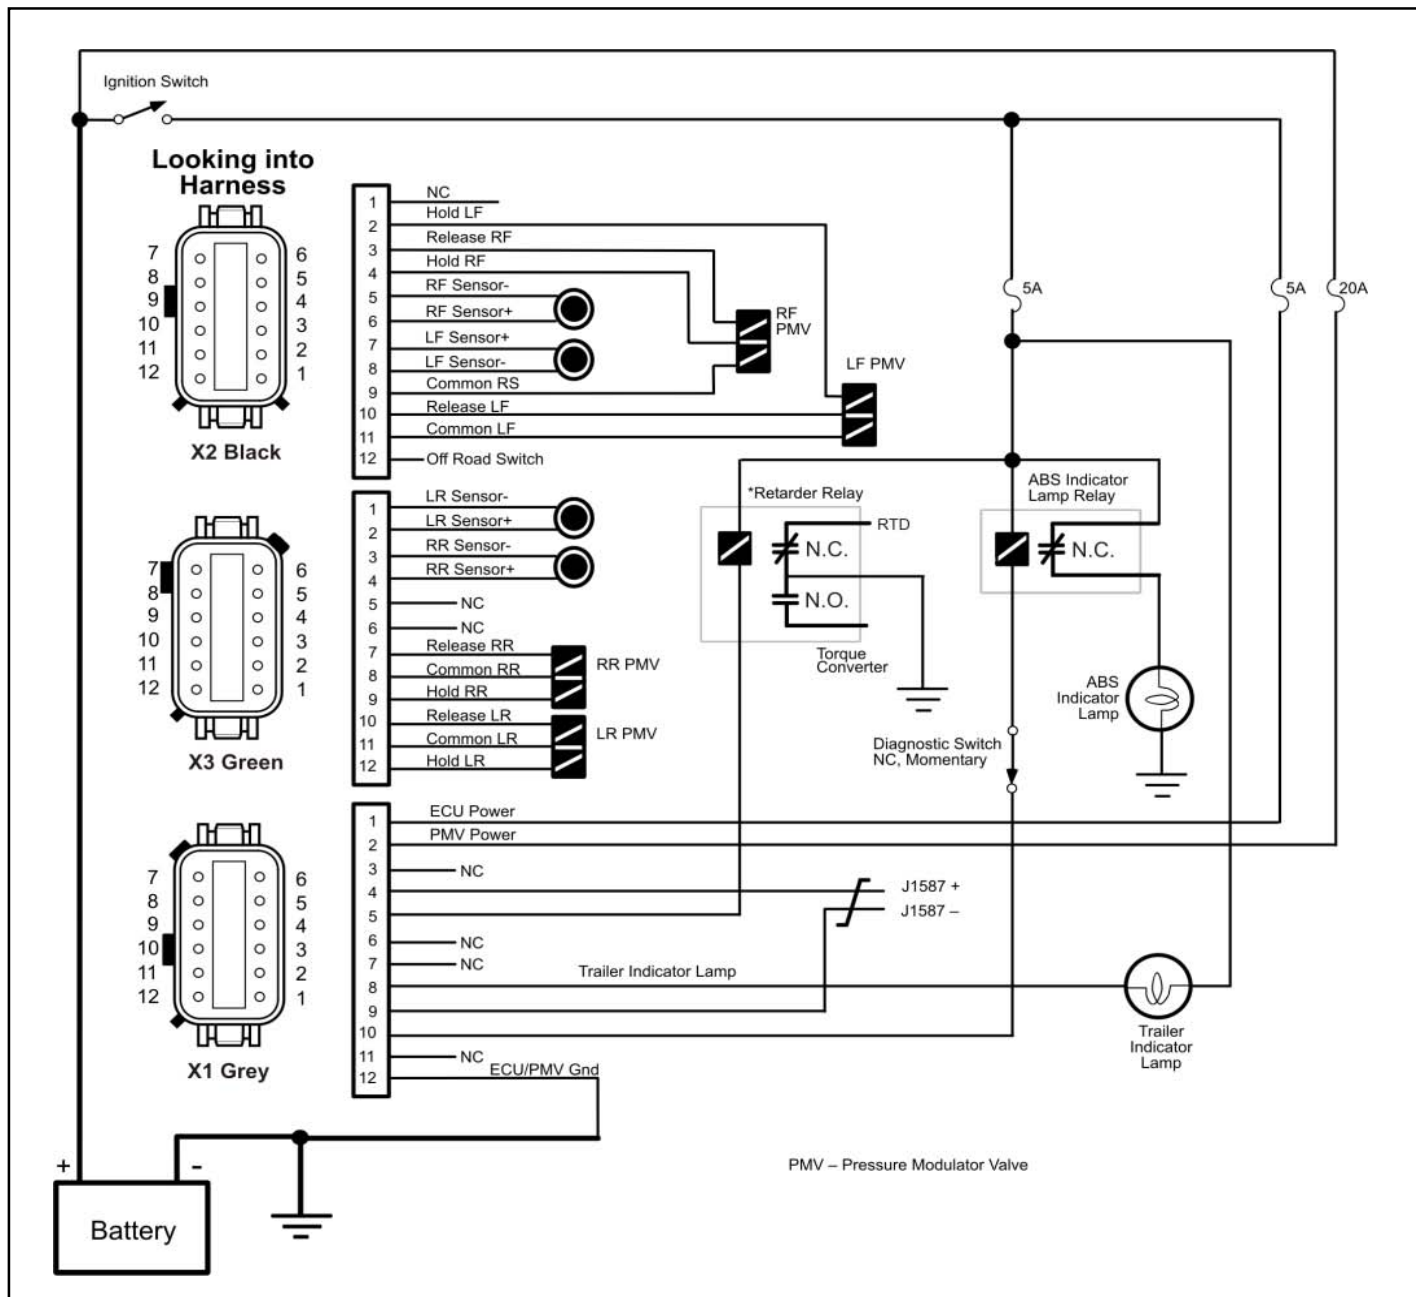 Ignition Switch
Looking into
Harness
7
8
9
10
11
12
6
5
4
3
2
1
X2 Black
1 NC
2 Hold LF
3 Release RF
4 Hold RF
5 RF Sensor-
6 RF Sensor+
7 LF Sensor+
8 LF Sensor-
9 Common RS
10 Release LF
11 Common LF
12 Off Road Switch
RF
PMV
LF PMV
5A
5A
20A
7
8
9
10
11
12
6
5
4
3
2
1
X3 Green
1 LR Sensor-
2 LR Sensor+
3 RR Sensor-
4 RR Sensor+
5 NC
6 NC
7 Release RR
8 Common RR
9 Hold RR
10 Release LR
11 Common LR
12 Hold LR
RR PMV
LR PMV
*Retarder Relay
RTD
N.C.
N.O.
Torque
Converter
ABS Indicator
Lamp Relay
N.C.
ABS
Indicator
Lamp
Diagnostic Switch
NC, Momentary
7
8
9
10
11
12
6
5
4
3
2
1
X1 Grey
1 ECU Power
2 PMV Power
3 NC
4 J1587 +
5 J1587 –
6 NC
7 NC
8 Trailer Indicator Lamp
9
10
11 NC
12 ECU/PMV Gnd
Trailer
Indicator
Lamp
+ -
Battery
PMV – Pressure Modulator Valve